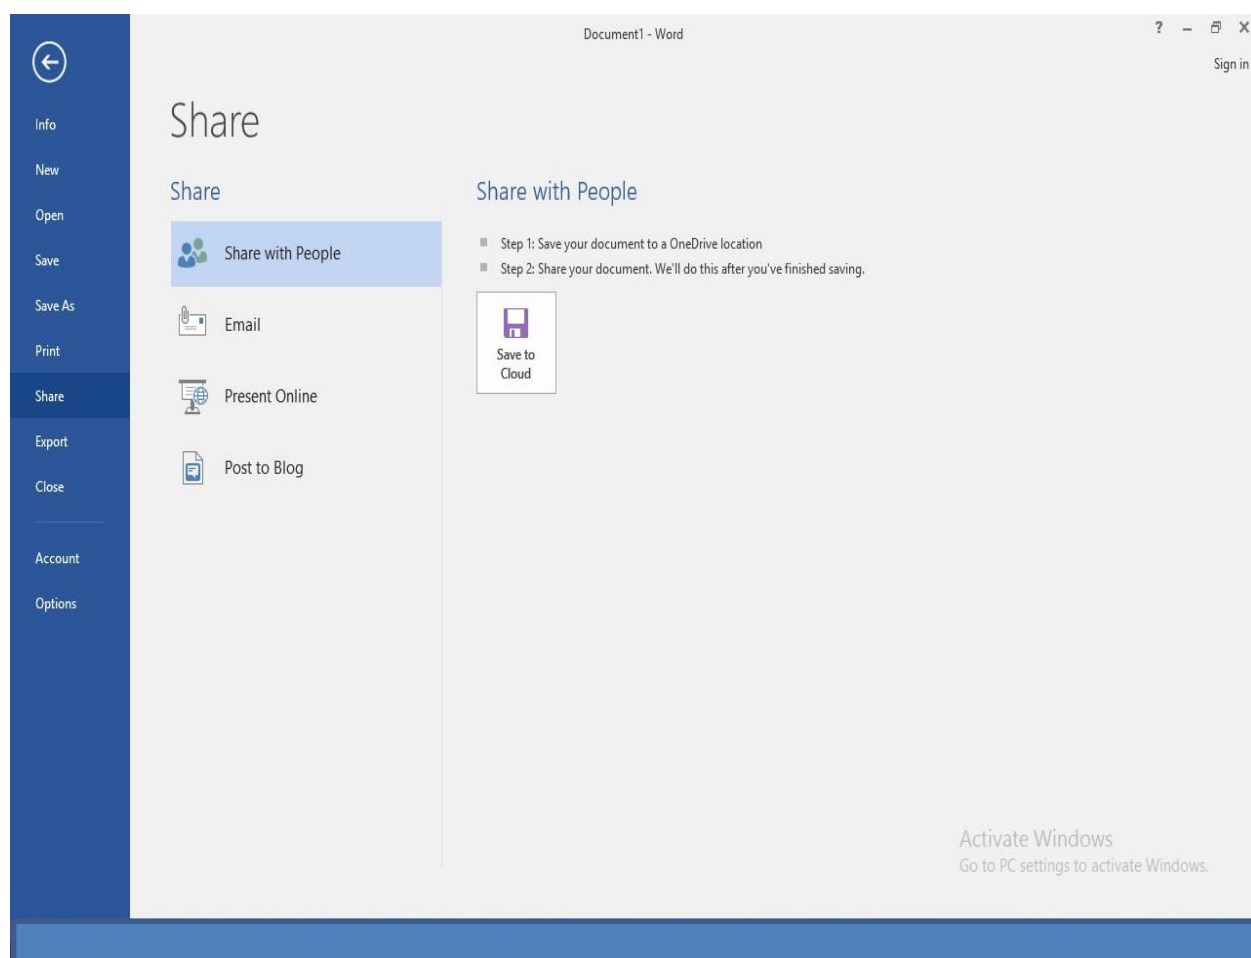 Document1 - Word
? – X
Sign in
Info
New
Open
Save
Save As
Print
Share
Export
Close
Account
Options
Share
Share
Share with People
Email
Present Online
Post to Blog
Share with People
Step 1: Save your document to a OneDrive location
Step 2: Share your document. We'll do this after you've finished saving.
Save to
Cloud
Activate Windows
Go to PC settings to activate Windows.